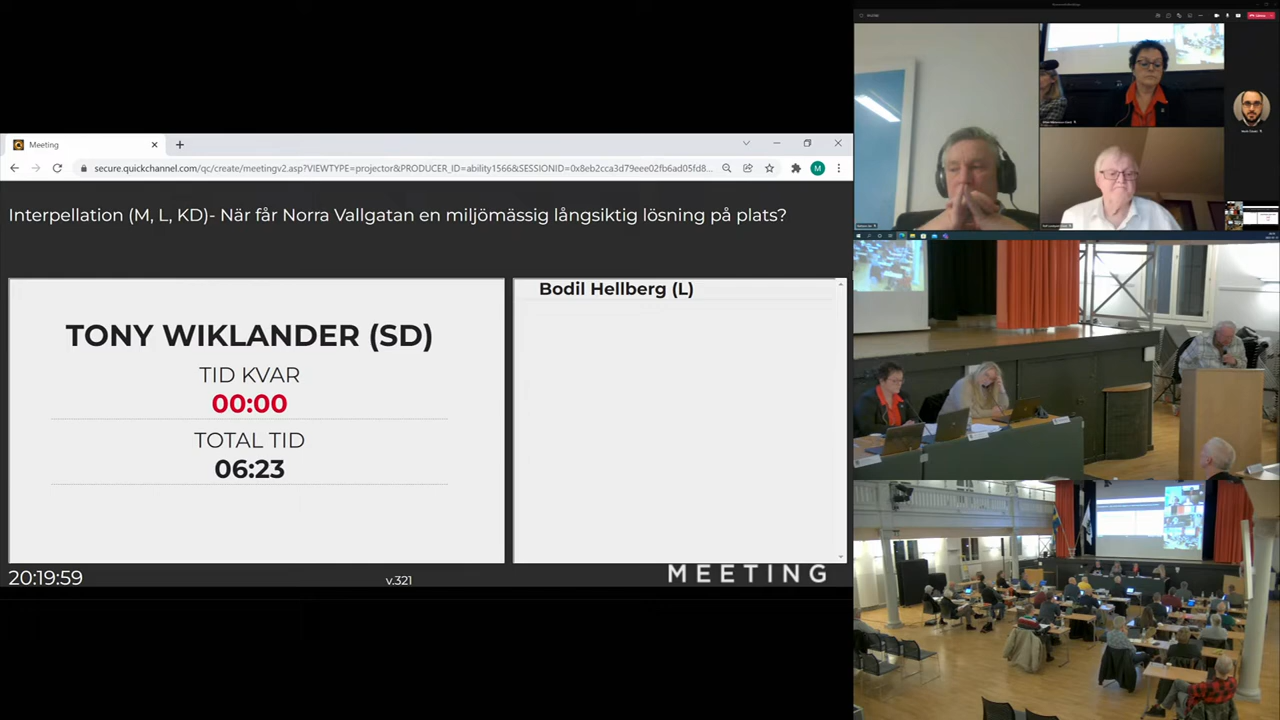 Meeting
secure.quickchannel.com/qc/create/meetingv2.asp?VIEWTYPE=projector&PRODUCER_ID=ability1566&SESSIONID=0x8eb2cca3d79eee02fb6ad05fd8...
M
Interpellation (M, L, KD)- När får Norra Vallgatan en miljömässig långsiktig lösning på plats?
TONY WIKLANDER (SD)
TID KVAR
00:00
TOTAL TID
06:23
Bodil Hellberg (L)
20:19:59
v.321
MEETING